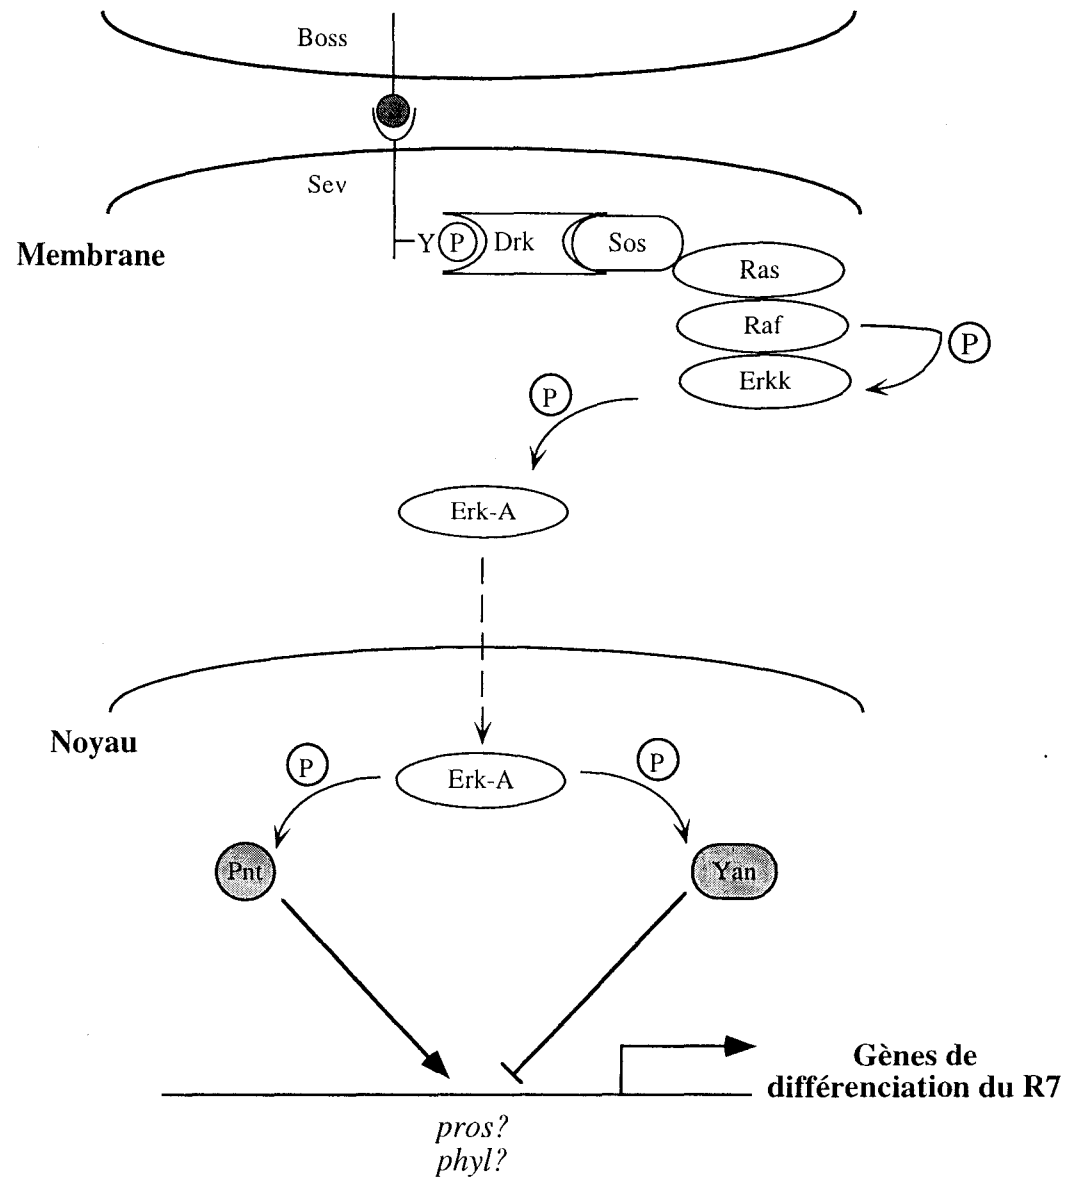 Boss
Sev
Membrane
Y P Drk Sos
Ras
Raf
P
Erkk
P
Erk-A
Noyau
P
Erk-A
P
Pnt
Yan
Gènes de
différenciation du R7
pros?
phyl?